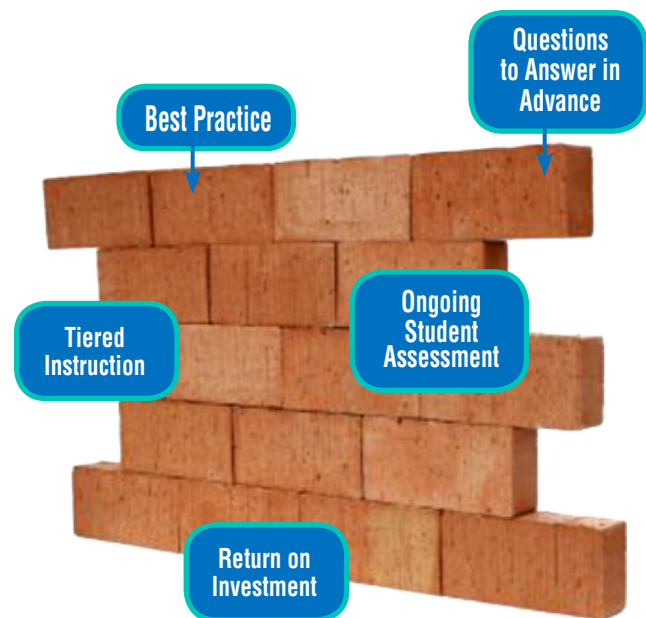 Questions
to Answer in
Advance
Best Practice
Ongoing
Student
Assessment
Tiered
Instruction
Return on
Investment